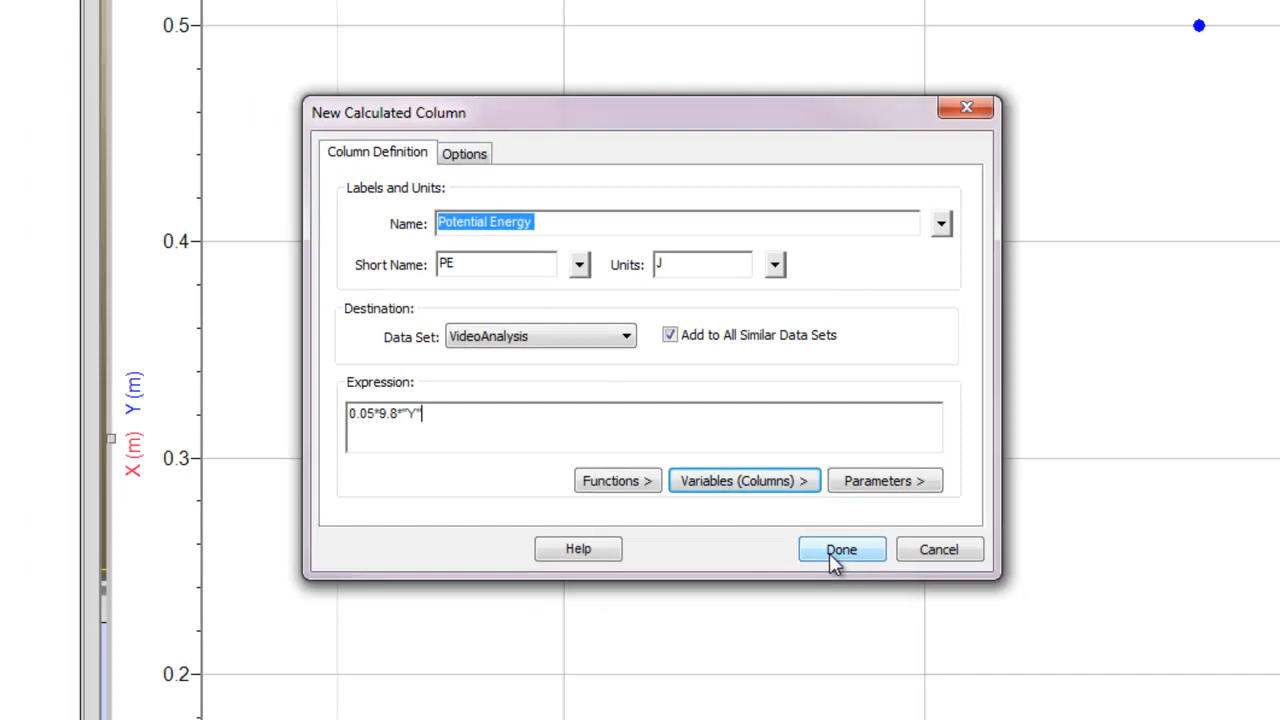 0.5
New Calculated Column
Column Definition
Options
Labels and Units:
Name: Potential Energy
Short Name: PE Units: J
0.4
Destination:
Data Set: VideoAnalysis Add to All Similar Data Sets
Expression:
0.05*9.8*"Y"
X (m) Y (m)
0.3
Functions > Variables (Columns) > Parameters >
Help Done Cancel
0.2